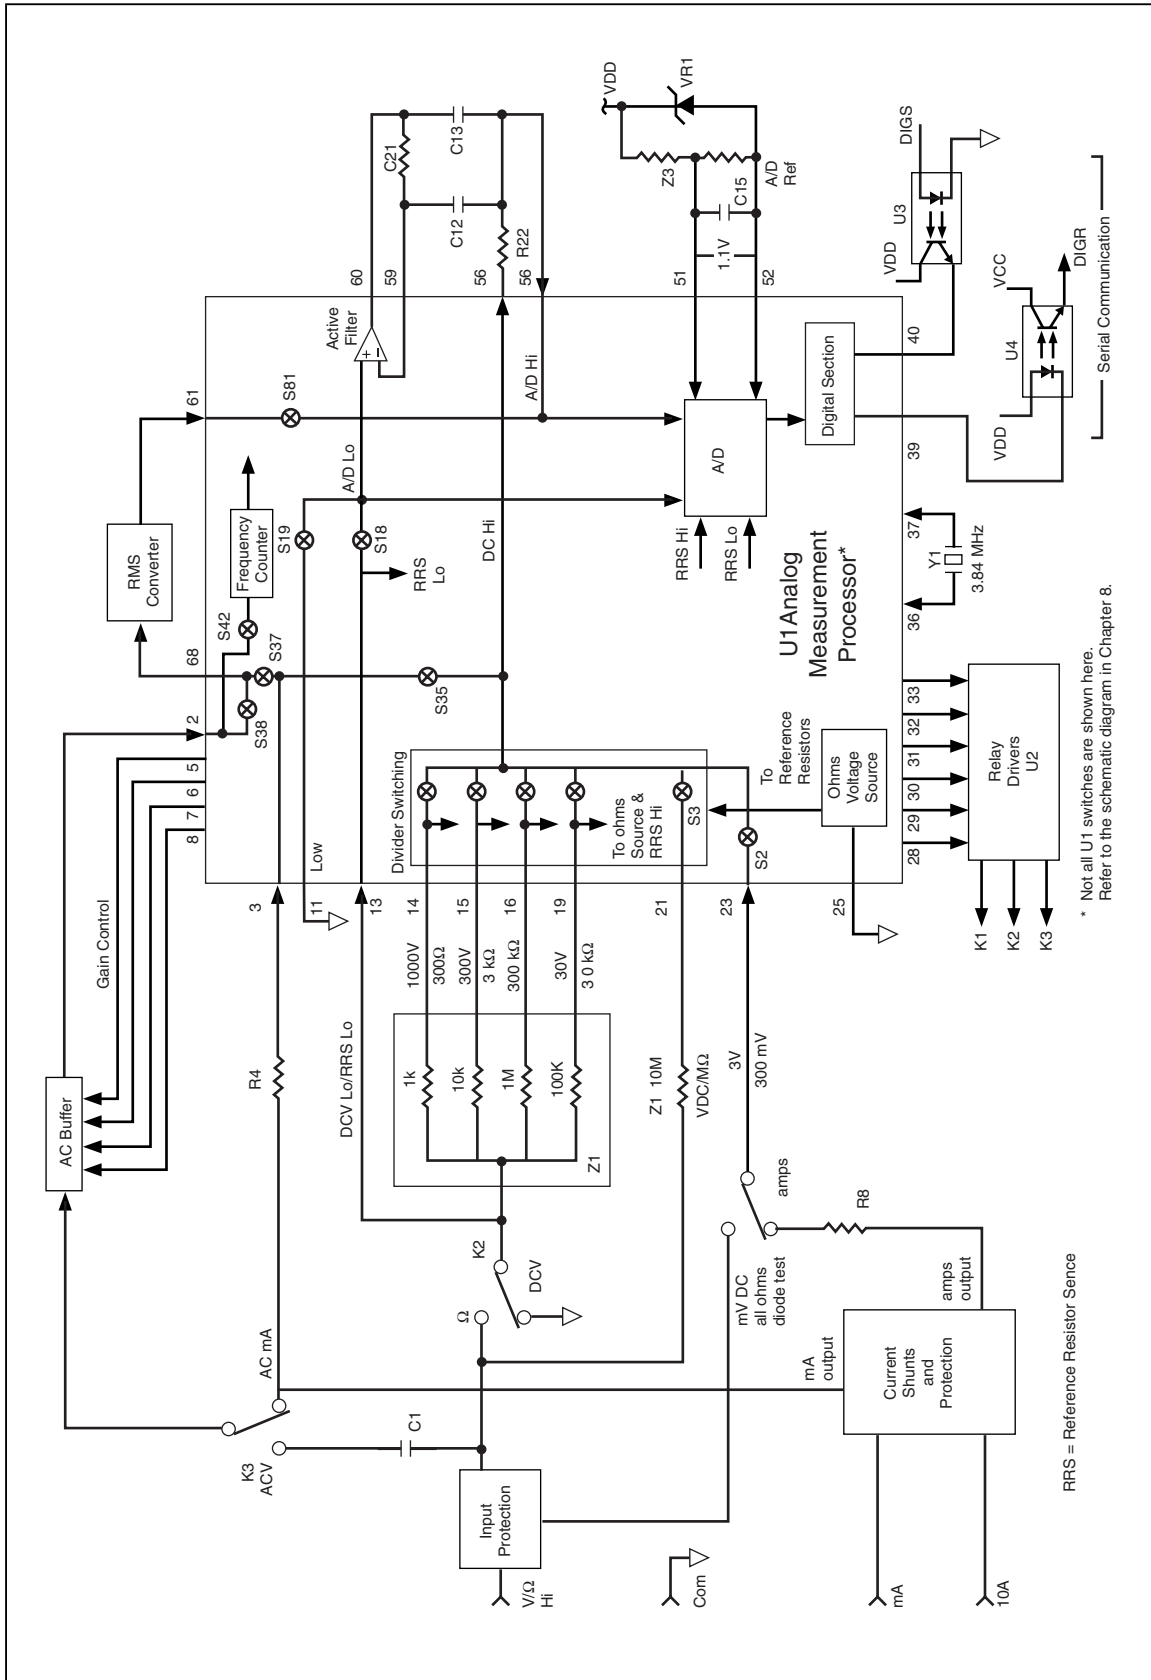 V/Ω
Hi
Input
Protection
Com
mA
10A
K3
ACV
C1
AC mA
Ω
K2
DCV
mV DC
all ohms
diode test
amps
R8
mA
output
amps
output
Current
Shunts
and
Protection
RRS = Reference Resistor Sence
AC Buffer
Gain Control
R4
DCV Lo/RRS Lo
1k
10k
1M
100K
Z1
Z1 10M
VDC/MΩ
3V
300 mV
1000V
300Ω
300V
3 kΩ
300 kΩ
30V
3 0 kΩ
8
7
6
5
2
68
61
3
11
13
14
15
16
19
21
23
25
Low
Divider Switching
To ohms
Source &
RRS Hi
S3
S2
To
Reference
Resistors
Ohms
Voltage
Source
S38
S37
S42
S35
RMS
Converter
Frequency
Counter
S19
S18
RRS
Lo
DC Hi
A/D Lo
S81
Active
Filter
+
–
A/D Hi
60
59
56
56
C21
C12
C13
R22
RRS Hi
RRS Lo
A/D
Digital Section
U1Analog
Measurement
Processor*
51
52
1.1V
C15
A/D
Ref
Z3
VDD
VR1
28
29
30
31
32
33
Relay
Drivers
U2
K1
K2
K3
36
37
Y1
3.84 MHz
39
40
VDD
U3
DIGS
VDD
U4
VCC
DIGR
Serial Communication
* Not all U1 switches are shown here.
Refer to the schematic diagram in Chapter 8.